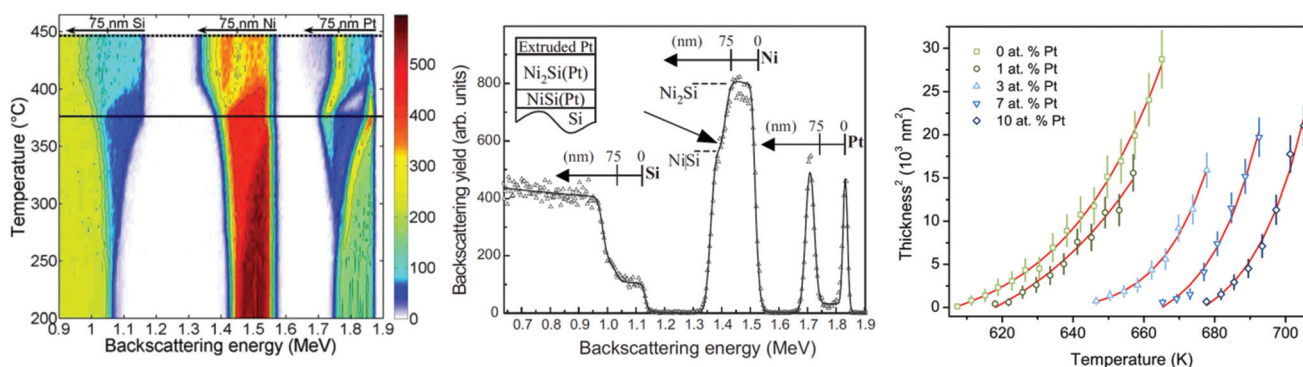 75 nm Si
75 nm Ni
75 nm Pt
450
400
350
300
250
200
Temperature (°C)
0.9 1 1.1 1.2 1.3 1.4 1.5 1.6 1.7 1.8 1.9
Backscattering energy (MeV)
500
400
300
200
100
0
Extruded Pt
Ni₂Si(Pt)
NiSi(Pt)
Si
(nm) 75 0
Ni
Ni₂Si
NiSi
(nm) 75 0
Pt
(nm) 75 0
Si
800
600
400
200
0
Backscattering yield (arb. units)
0.7 0.8 0.9 1.0 1.1 1.2 1.3 1.4 1.5 1.6 1.7 1.8 1.9
Backscattering energy (MeV)
0 at. % Pt
1 at. % Pt
3 at. % Pt
7 at. % Pt
10 at. % Pt
30
25
20
15
10
5
0
Thickness² (10³ nm²)
620 640 660 680 700
Temperature (K)